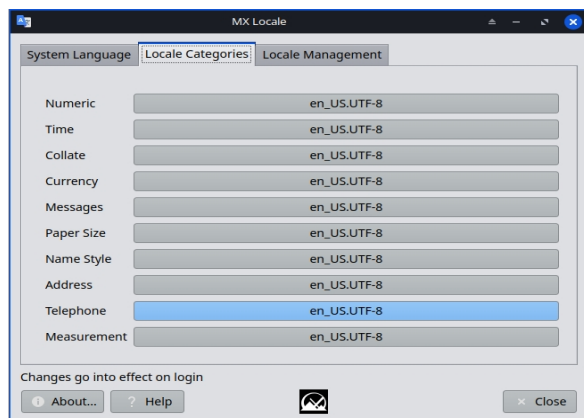 MX Locale
System Language Locale Categories Locale Management
Numeric en_US.UTF-8
Time en_US.UTF-8
Collate en_US.UTF-8
Currency en_US.UTF-8
Messages en_US.UTF-8
Paper Size en_US.UTF-8
Name Style en_US.UTF-8
Address en_US.UTF-8
Telephone en_US.UTF-8
Measurement en_US.UTF-8
Changes go into effect on login
About... ? Help × Close